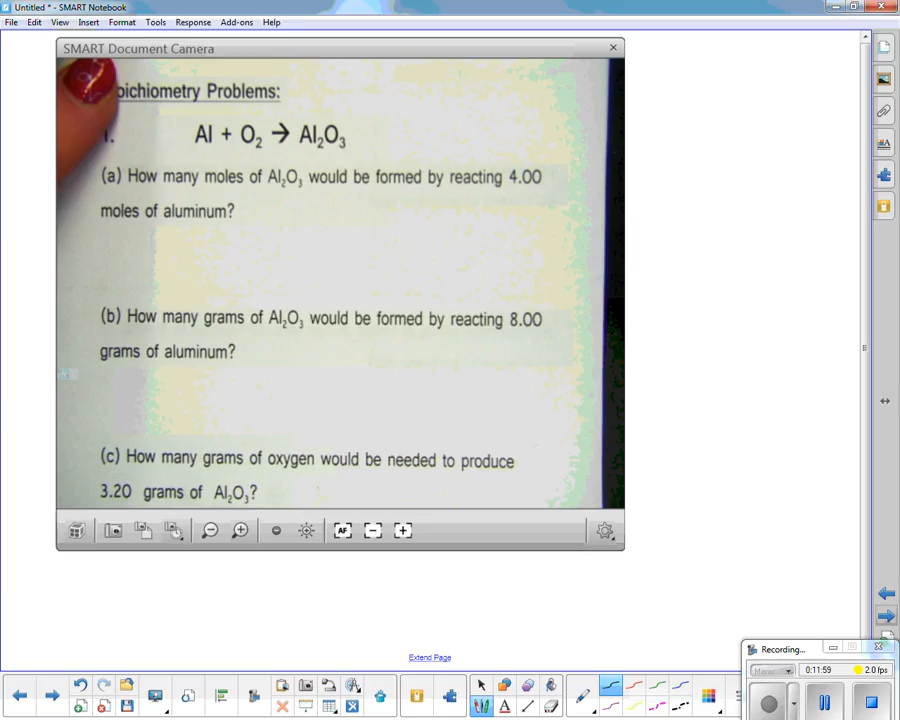 Untitled * - SMART Notebook
File Edit View Insert Format Tools Response Add-ons Help
SMART Document Camera
oichiometry Problems:
1. Al + O₂ → Al₂O₃
(a) How many moles of Al₂O₃ would be formed by reacting 4.00
moles of aluminum?
(b) How many grams of Al₂O₃ would be formed by reacting 8.00
grams of aluminum?
(c) How many grams of oxygen would be needed to produce
3.20 grams of Al₂O₃?
AF
Extend Page
Recording...
Menu
0:11:59
2.0 fps